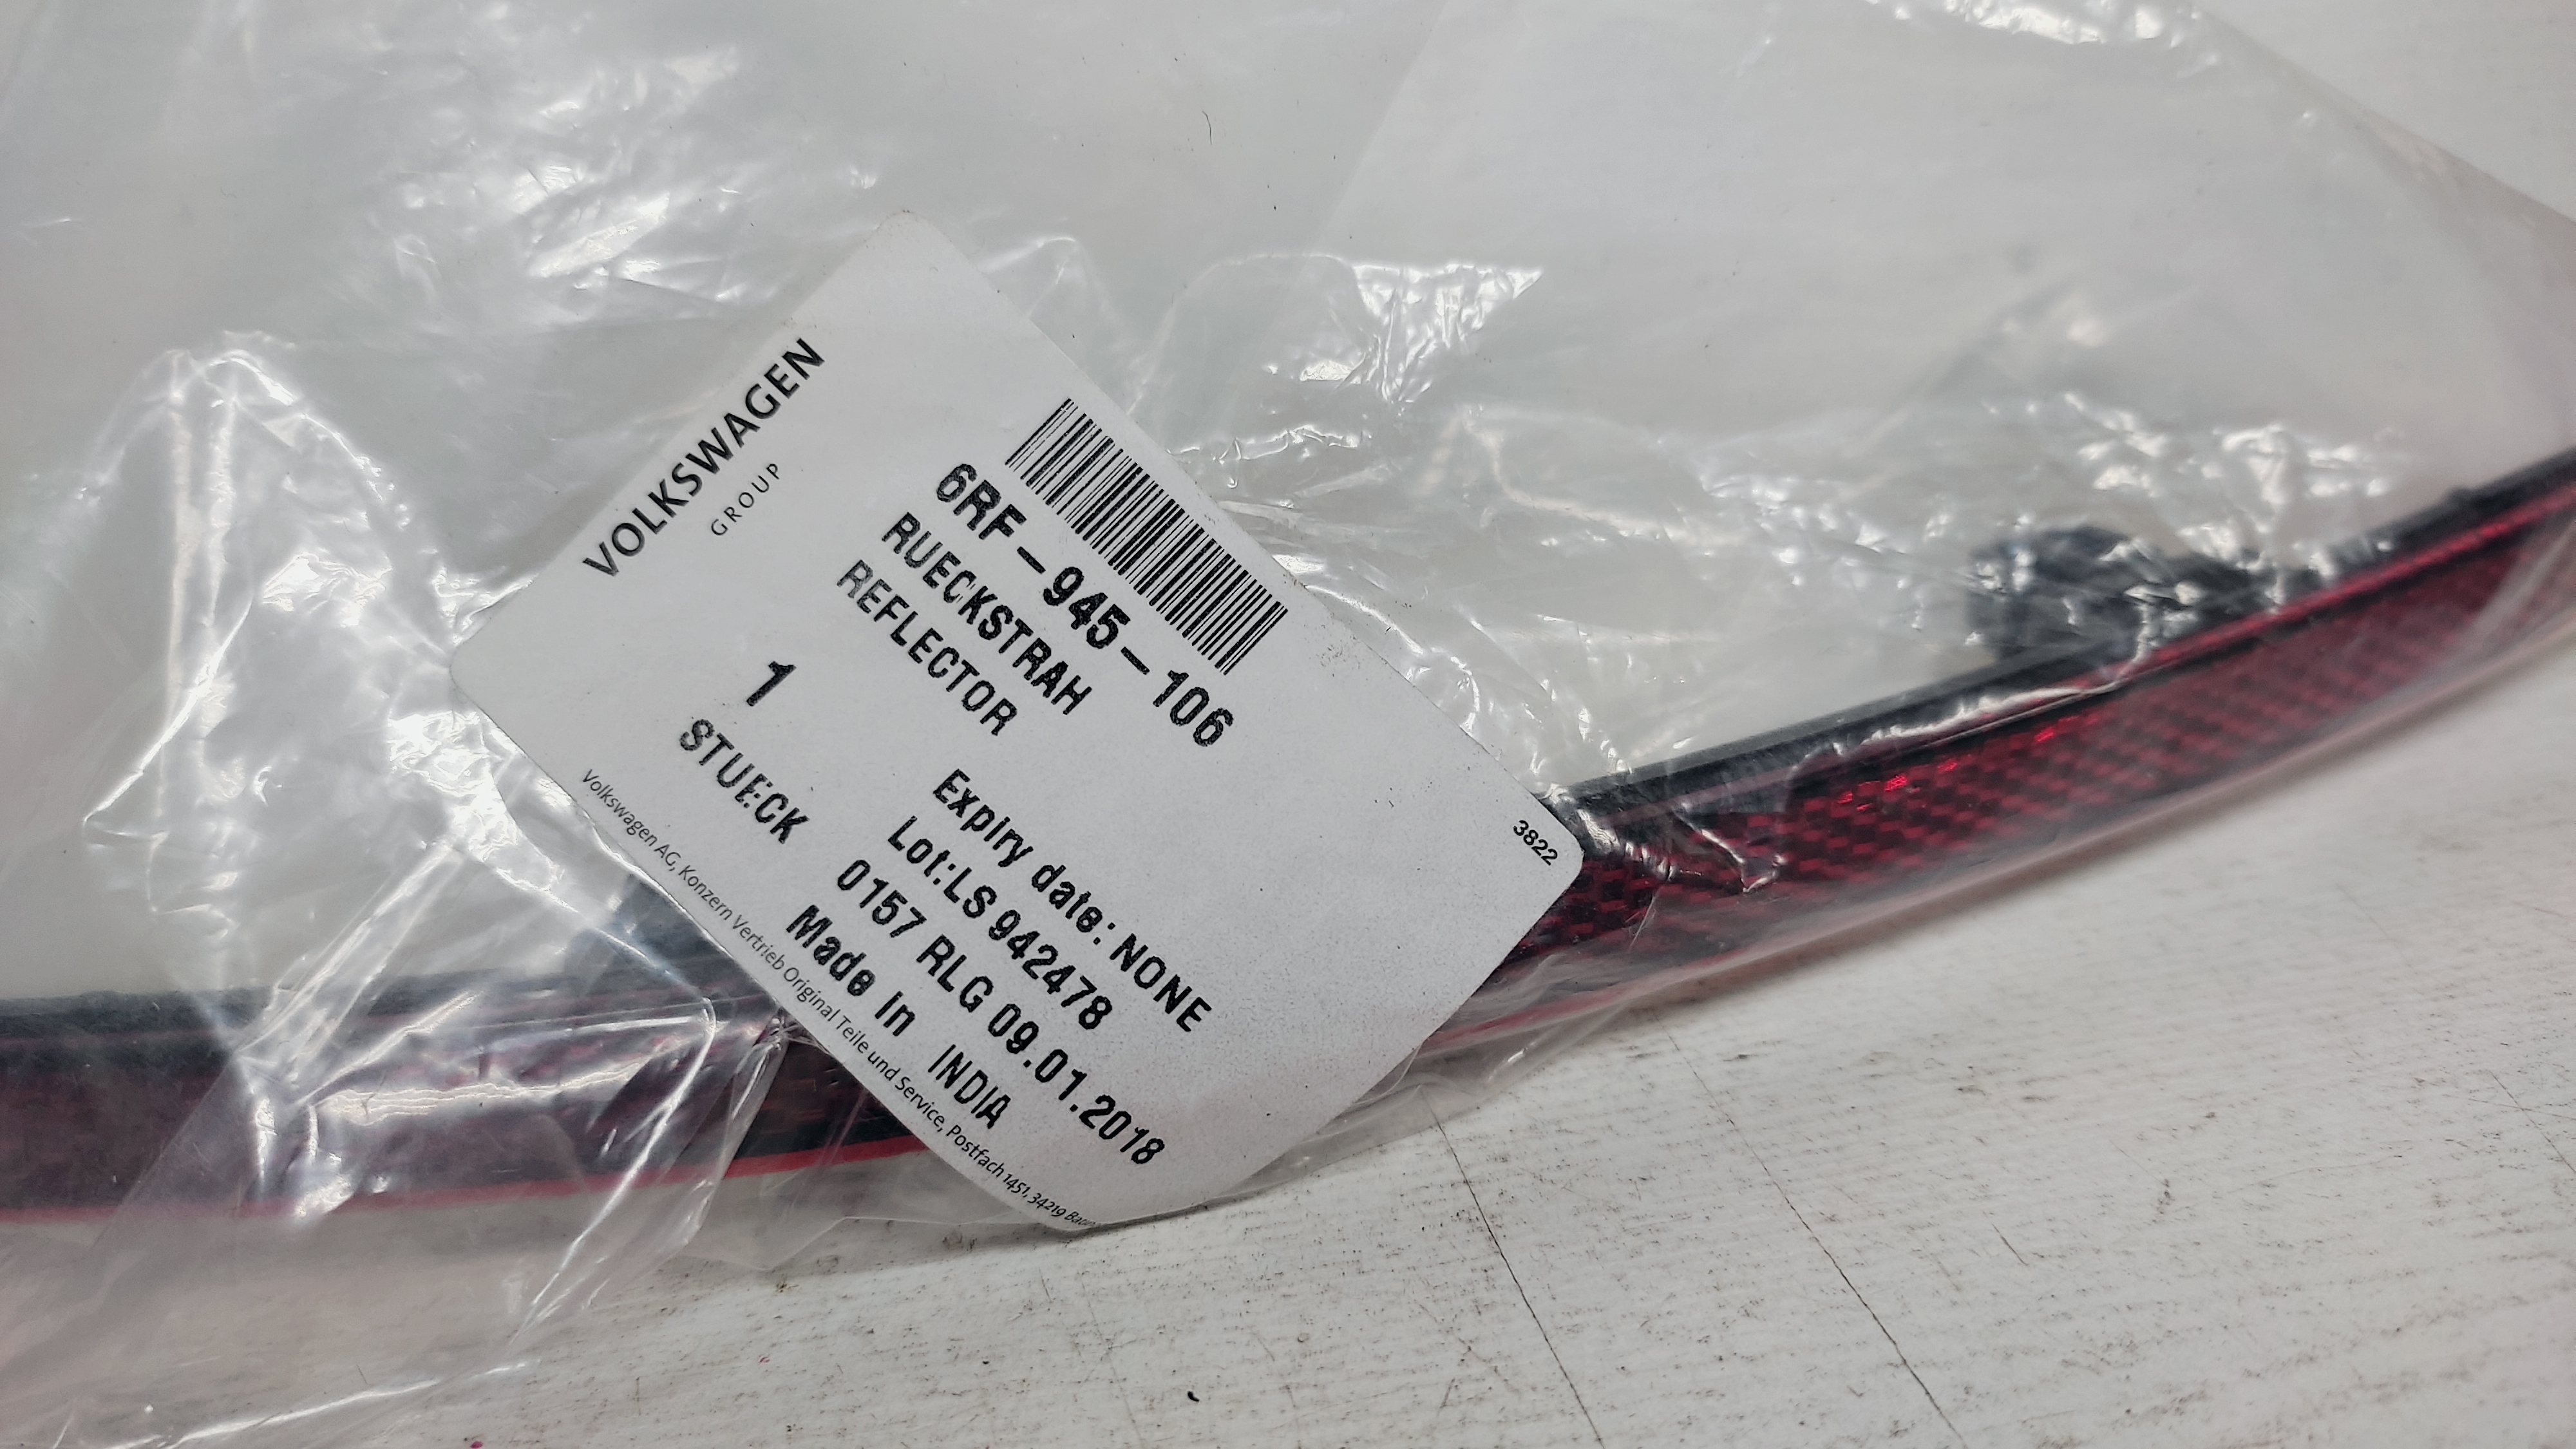 VOLKSWAGEN
GROUP
6RF-945-106
RUECKSTRAH
REFLECTOR
1
STUECK
Expiry date: NONE
Lot:LS 942478
0157 RLG 09.01.2018
Made in INDIA
3822
Volkswagen AG, Konzern Vertrieb Original Teile und Service, Postfach 1451, 34219